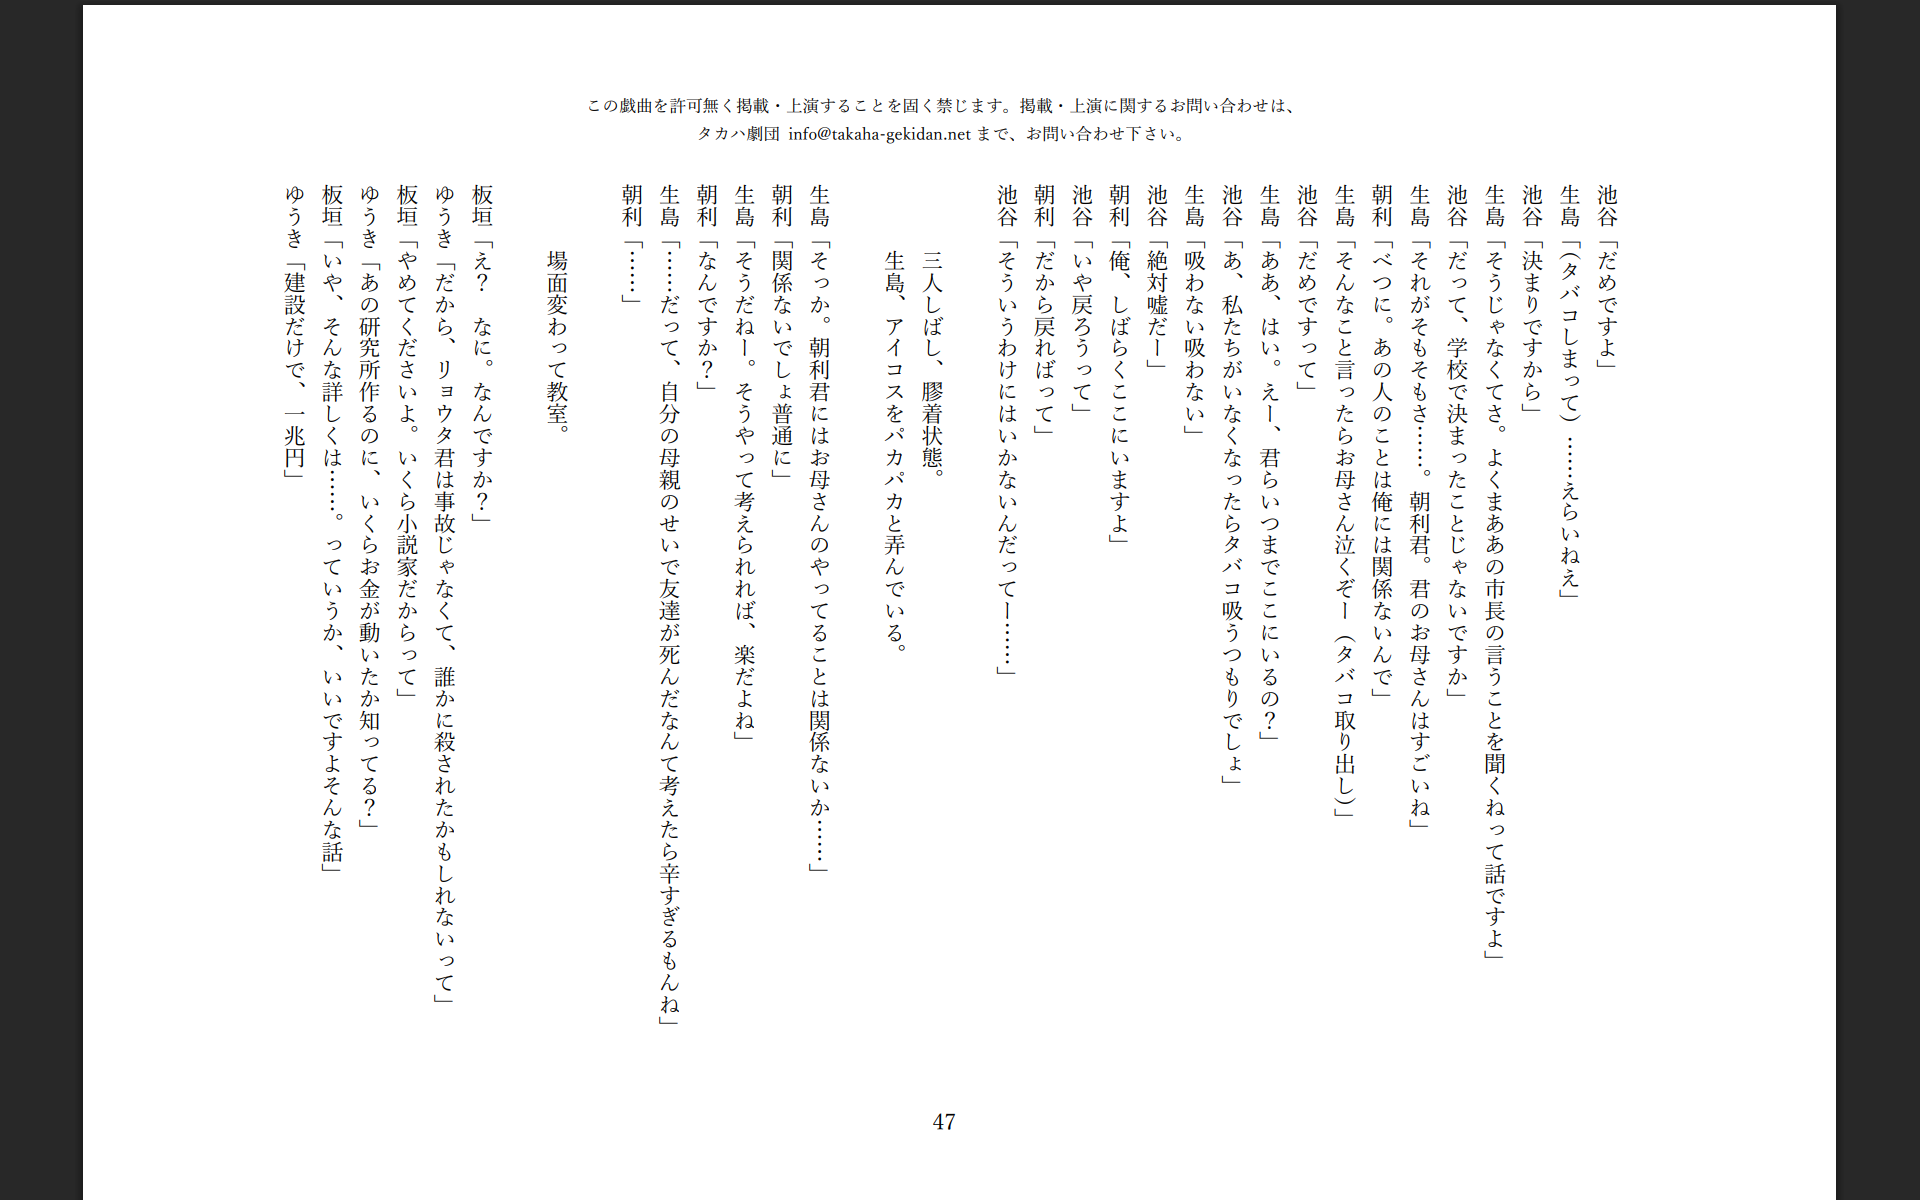 この戯曲を許可無く掲載・上演することを固く禁じます。掲載・上演に関するお問い合わせは、
タカハ劇団 info@takaha-gekidan.net まで、お問い合わせ下さい。
池谷「だめですよ」
生島「(タバコしまって)……えらいねえ」
池谷「決まりですから」
生島「そうじゃなくてさ。よくまああの市長の言うことを聞くねって話ですよ」
池谷「だって、学校で決まったことじゃないですか」
生島「それがそもそもさ……。朝利君。君のお母さんはすごいね」
朝利「べつに。あの人のことは俺には関係ないんで」
生島「そんなこと言ったらお母さん泣くぞー(タバコ取り出し)」
池谷「だめですって」
生島「ああ、はい。えー、君らいつまでここにいるの？」
池谷「あ、私たちがいなくなったらタバコ吸うつもりでしょ」
生島「吸わない吸わない」
池谷「絶対嘘だー」
朝利「俺、しばらくここにいますよ」
池谷「いや戻ろうって」
朝利「だから戻ればって」
池谷「そういうわけにはいかないんだってー……」
三人しばし、膠着状態。
生島、アイコスをパカパカと弄んでいる。
生島「そっか。朝利君にはお母さんのやってることは関係ないか……」
朝利「関係ないでしょ普通に」
生島「そうだねー。そうやって考えられれば、楽だよね」
朝利「なんですか？」
生島「……だって、自分の母親のせいで友達が死んだなんて考えたら辛すぎるもんね」
朝利「……」
場面変わって教室。
板垣「え？　なに。なんですか？」
ゆうき「だから、リョウタ君は事故じゃなくて、誰かに殺されたかもしれないって」
板垣「やめてくださいよ。いくら小説家だからって」
ゆうき「あの研究所作るのに、いくらお金が動いたか知ってる？」
板垣「いや、そんな詳しくは……。っていうか、いいですよそんな話」
ゆうき「建設だけで、一兆円」
47